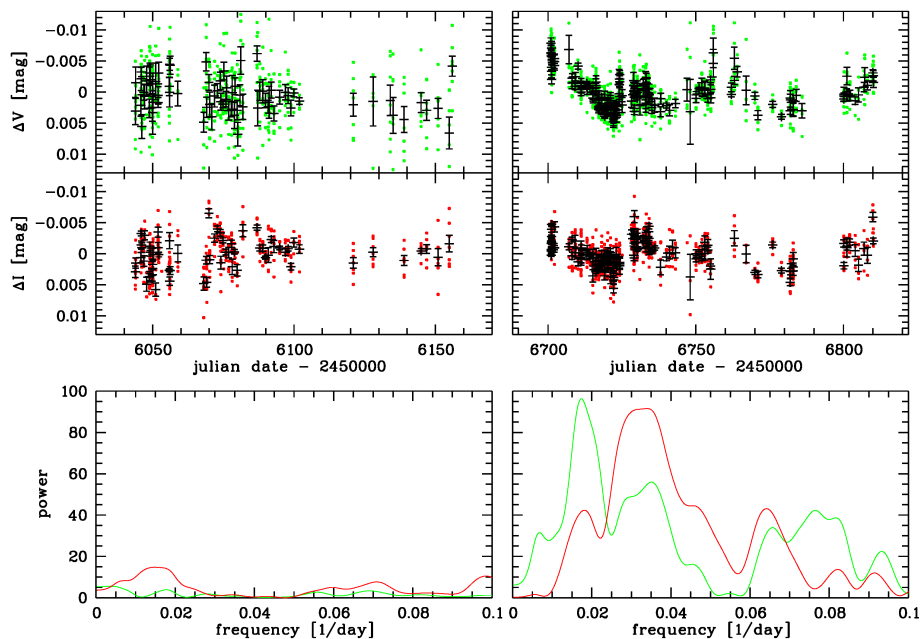 −0.01
−0.005
0
0.005
0.01
ΔV [mag]
−0.01
−0.005
0
0.005
0.01
ΔI [mag]
6050 6100 6150
julian date − 2450000
6700 6750 6800
julian date − 2450000
100
80
60
40
20
0
power
0 0.02 0.04 0.06 0.08 0.1
frequency [1/day]
0.02 0.04 0.06 0.08 0.1
frequency [1/day]